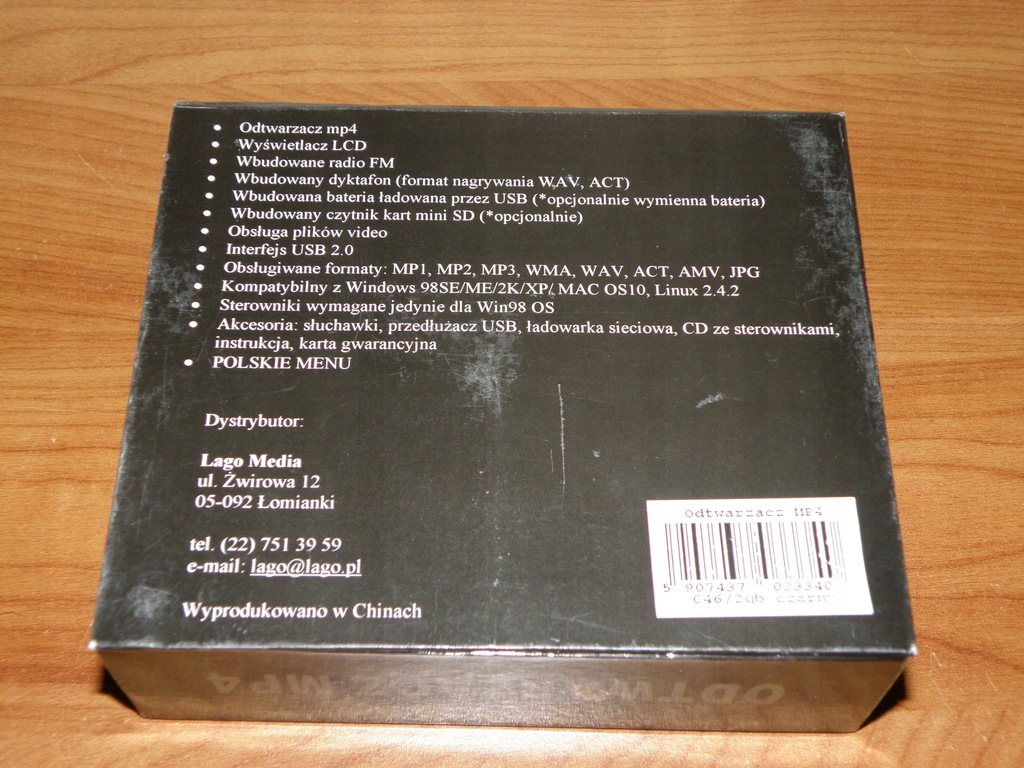 • Odtwarzacz mp4
• Wyświetlacz LCD
• Wbudowane radio FM
• Wbudowany dyktafon (format nagrywania WAV, ACT)
• Wbudowana bateria ładowana przez USB (*opcjonalnie wymienna bateria)
• Wbudowany czytnik kart mini SD (*opcjonalnie)
• Obsługa plików video
• Interfejs USB 2.0
• Obsługiwane formaty: MP1, MP2, MP3, WMA, WAV, ACT, AMV, JPG
• Kompatybilny z Windows 98SE/ME/2K/XP/ MAC OS10, Linux 2.4.2
• Sterowniki wymagane jedynie dla Win98 OS
• Akcesoria: słuchawki, przedłużacz USB, ładowarka sieciowa, CD ze sterownikami,
instrukcja, karta gwarancyjna
• POLSKIE MENU
Dystrybutor:
Lago Media
ul. Żwirowa 12
05-092 Łomianki
tel. (22) 751 39 59
e-mail: lago@lago.pl
Wyprodukowano w Chinach
Odtwarzacz MP4
5 907437 023340
C46/2gb czarny
ODTWARZACZ MP4